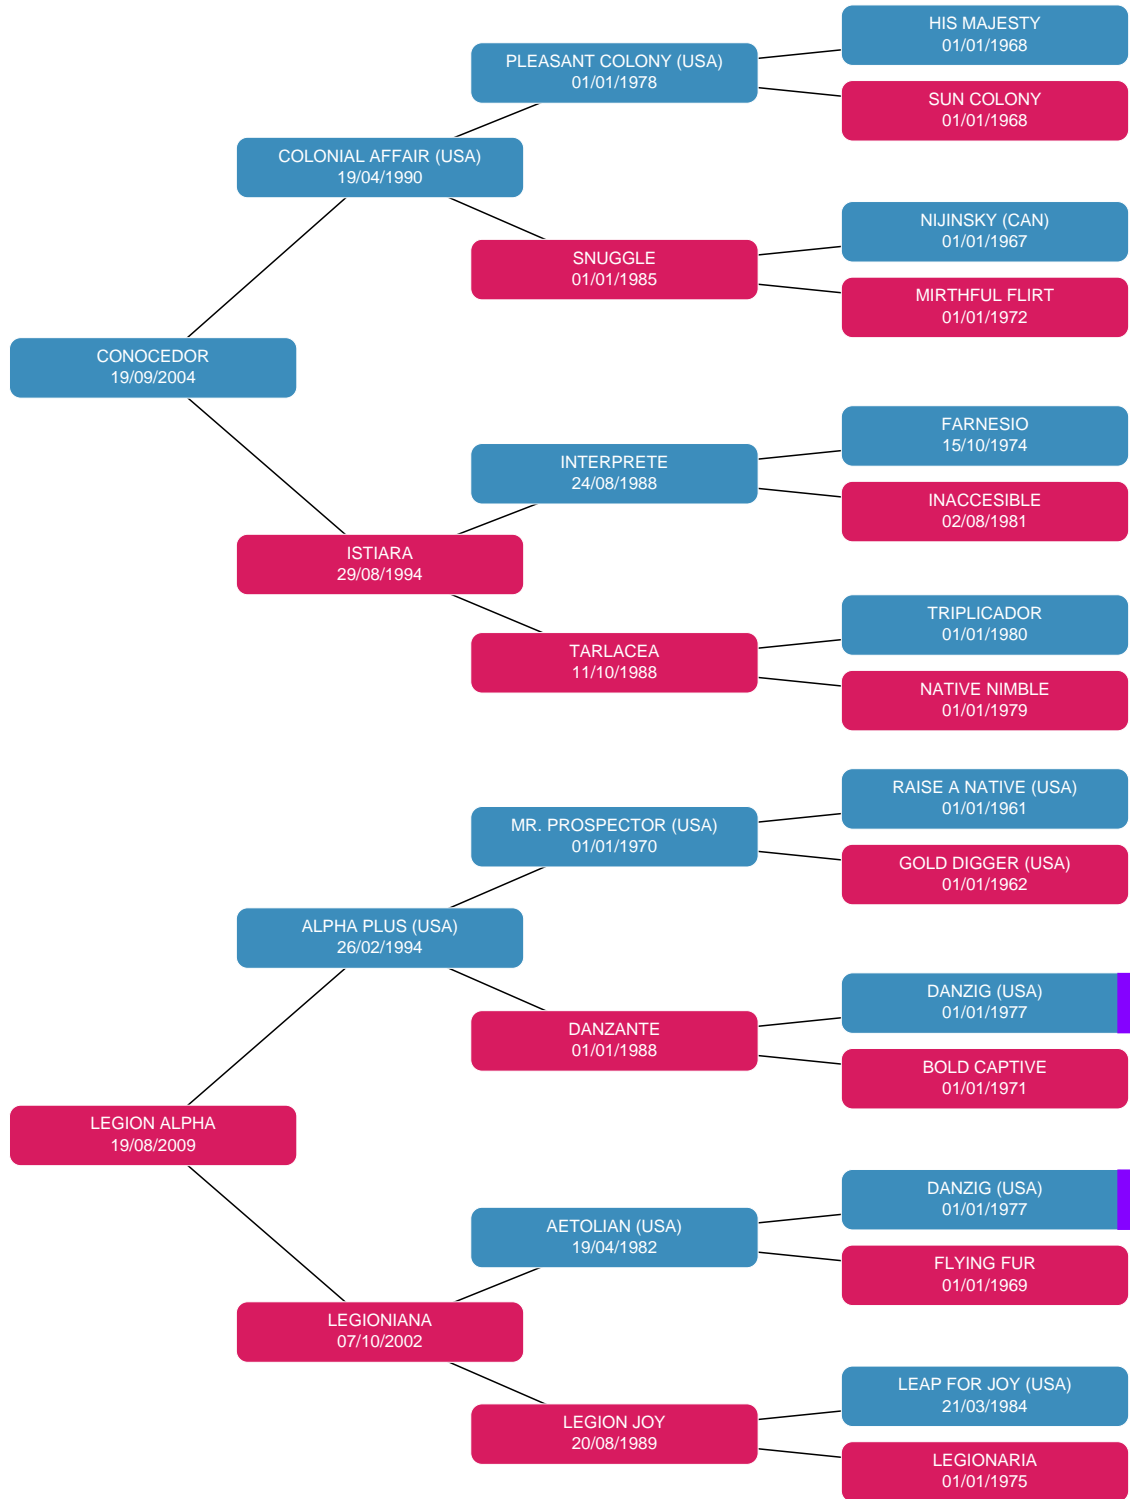 HIS MAJESTY
01/01/1968
PLEASANT COLONY (USA)
01/01/1978
SUN COLONY
01/01/1968
COLONIAL AFFAIR (USA)
19/04/1990
NIJINSKY (CAN)
01/01/1967
SNUGGLE
01/01/1985
MIRTHFUL FLIRT
01/01/1972
CONOCEDOR
19/09/2004
FARNESIO
15/10/1974
INTERPRETE
24/08/1988
INACCESIBLE
02/08/1981
ISTIARA
29/08/1994
TRIPLICADOR
01/01/1980
TARLACEA
11/10/1988
NATIVE NIMBLE
01/01/1979
RAISE A NATIVE (USA)
01/01/1961
MR. PROSPECTOR (USA)
01/01/1970
GOLD DIGGER (USA)
01/01/1962
ALPHA PLUS (USA)
26/02/1994
DANZIG (USA)
01/01/1977
DANZANTE
01/01/1988
BOLD CAPTIVE
01/01/1971
LEGION ALPHA
19/08/2009
DANZIG (USA)
01/01/1977
AETOLIAN (USA)
19/04/1982
FLYING FUR
01/01/1969
LEGIONIANA
07/10/2002
LEAP FOR JOY (USA)
21/03/1984
LEGION JOY
20/08/1989
LEGIONARIA
01/01/1975